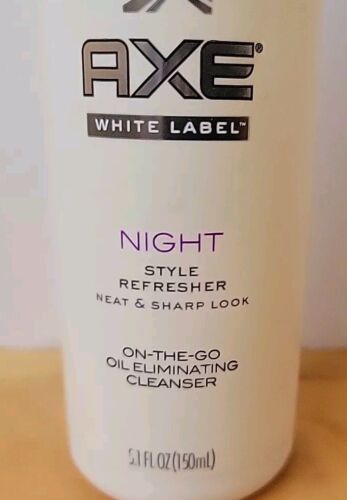 AXE®
WHITE LABEL™
NIGHT
STYLE
REFRESHER
NEAT & SHARP LOOK
ON-THE-GO
OIL ELIMINATING
CLEANSER
5.1 FL OZ (150mL)